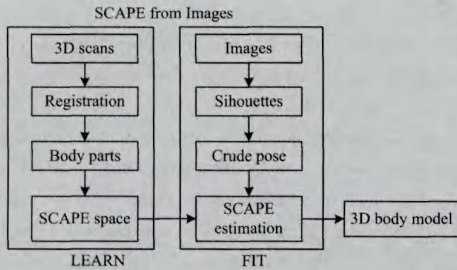 SCAPE from Images
3D scans
Registration
Body parts
SCAPE space
LEARN
Images
Sihouettes
Crude pose
SCAPE
estimation
FIT
3D body model